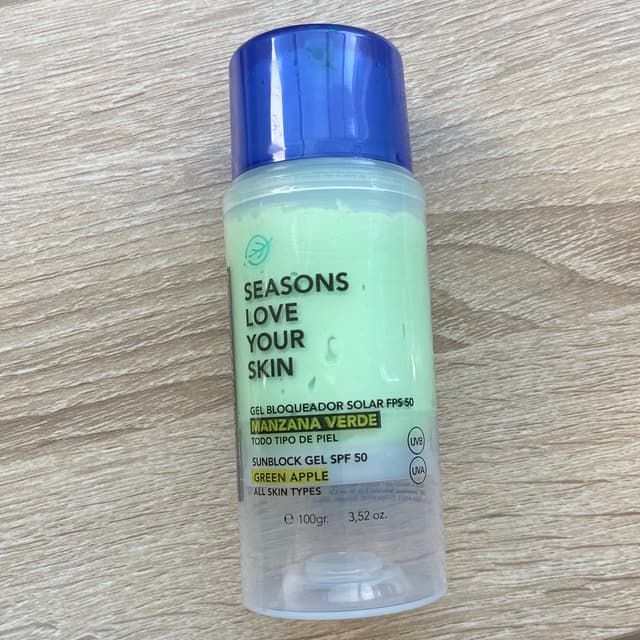 SEASONS
LOVE
YOUR
SKIN
GEL BLOQUEADOR SOLAR FPS 50
MANZANA VERDE
TODO TIPO DE PIEL
SUNBLOCK GEL SPF 50
GREEN APPLE
ALL SKIN TYPES
UVB
UVA
℮ 100gr. 3,52 oz.